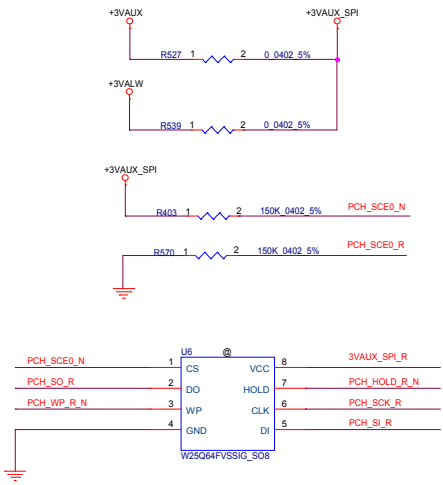 +3VAUX +3VAUX_SPI
R527 1 2 0_0402_5%
+3VALW
R539 1 2 0_0402_5%
+3VAUX_SPI
R403 1 2 150K_0402_5% PCH_SCE0_N
R570 1 2 150K_0402_5% PCH_SCE0_R
U6 @
PCH_SCE0_N 1 CS VCC 8 3VAUX_SPI_R
PCH_SO_R 2 DO HOLD 7 PCH_HOLD_R_N
PCH_WP_R_N 3 WP CLK 6 PCH_SCK_R
4 GND DI 5 PCH_SI_R
W25Q64FVSSIG_SO8